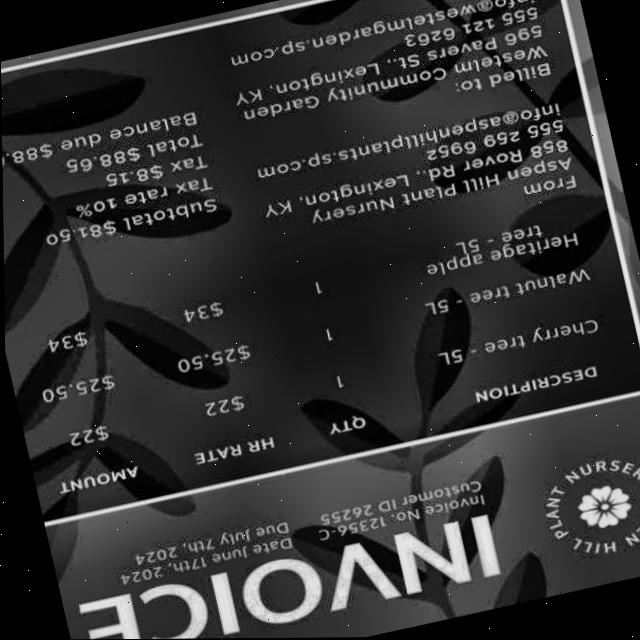 INVOICE
Invoice No. 12356-C
Customer ID 26255
Date June 17th, 2024
Due July 7th, 2024
PLANT NURSER
N HILL
DESCRIPTION QTY HR RATE AMOUNT
Cherry tree - 5L 1 $22 $22
Walnut tree - 5L 1 $25.50 $25.50
Heritage apple
tree - 5L 1 $34 $34
From
Aspen Hill Plant Nursery
858 Rover Rd., Lexington, KY
555 259 6952
info@aspenhillplants.sp.com
Subtotal $81.50
Tax rate 10%
Tax $8.15
Total $88.65
Balance due $88.
Billed to:
Westelm Community Garden
596 Pavers St., Lexington, KY
555 121 6263
info@westelmgarden.sp.com